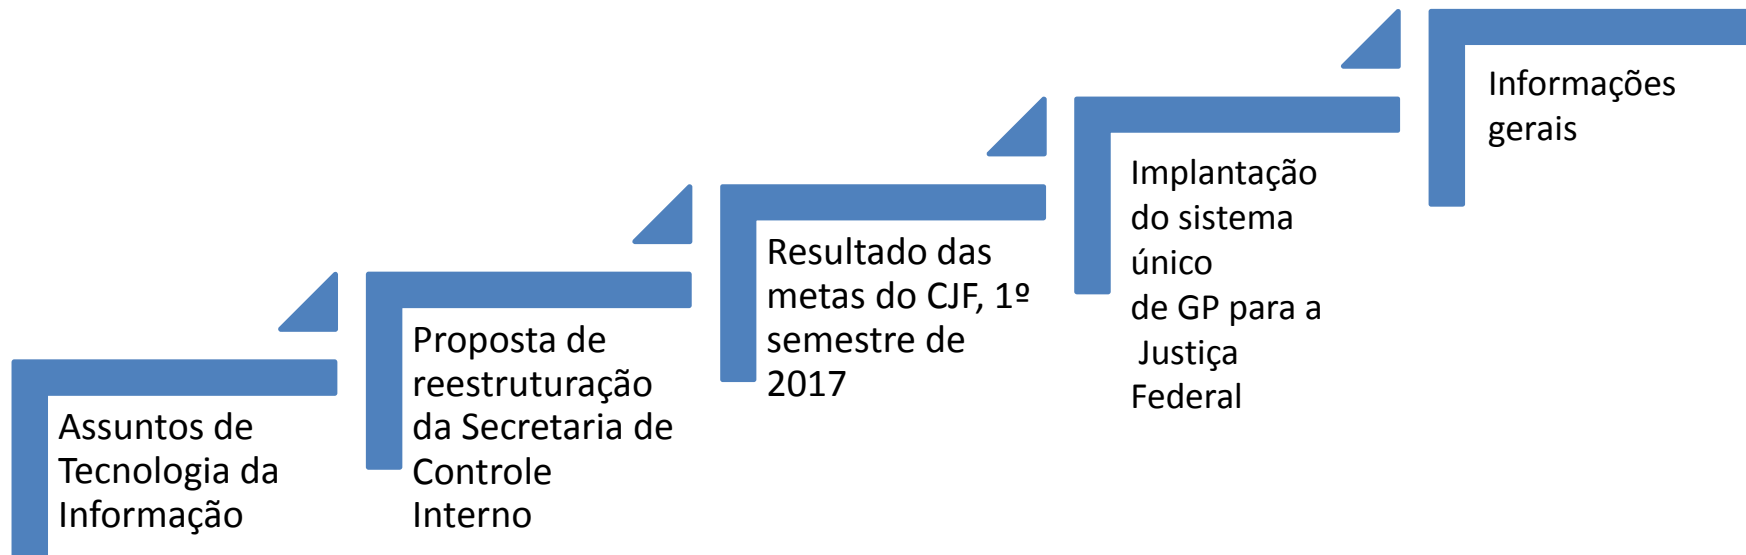 Assuntos de
Tecnologia da
Informação
Proposta de
reestruturação
da Secretaria de
Controle
Interno
Resultado das
metas do CJF, 1º
semestre de
2017
Implantação
do sistema
único
de GP para a
Justiça
Federal
Informações
gerais